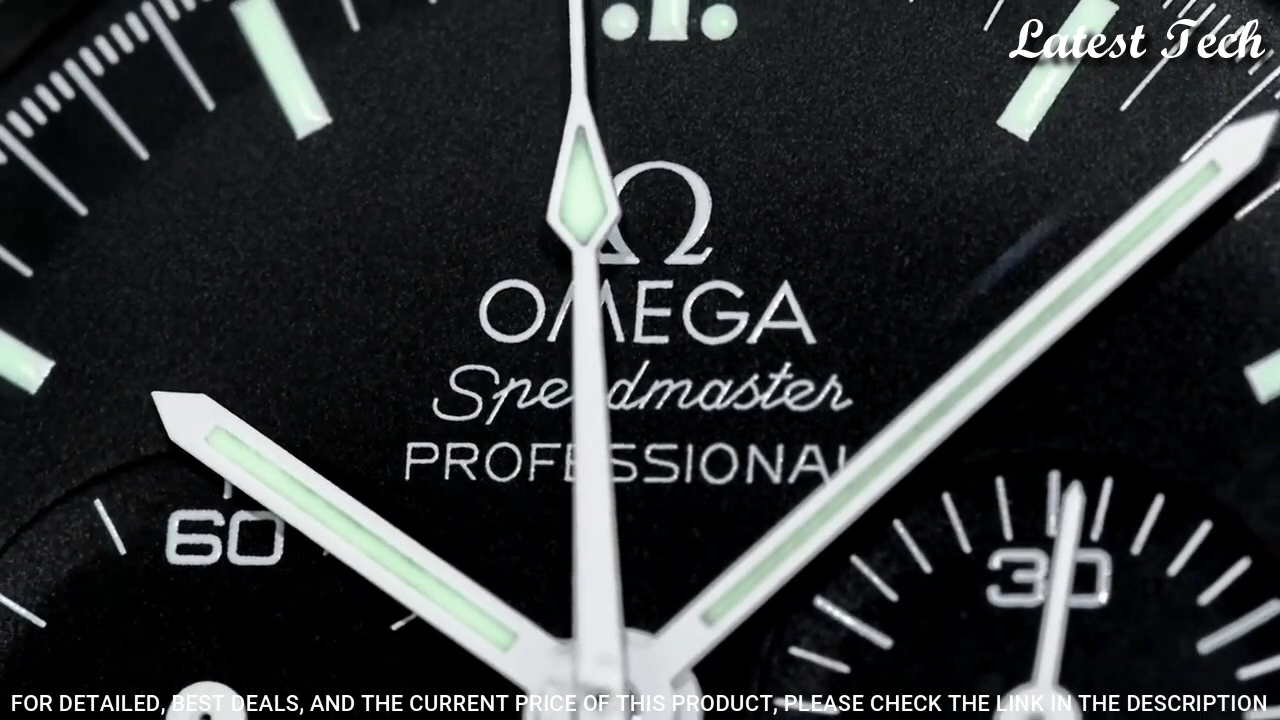 Latest Tech
Ω
OMEGA
Speedmaster
PROFESSIONAL
60
30
FOR DETAILED, BEST DEALS, AND THE CURRENT PRICE OF THIS PRODUCT, PLEASE CHECK THE LINK IN THE DESCRIPTION